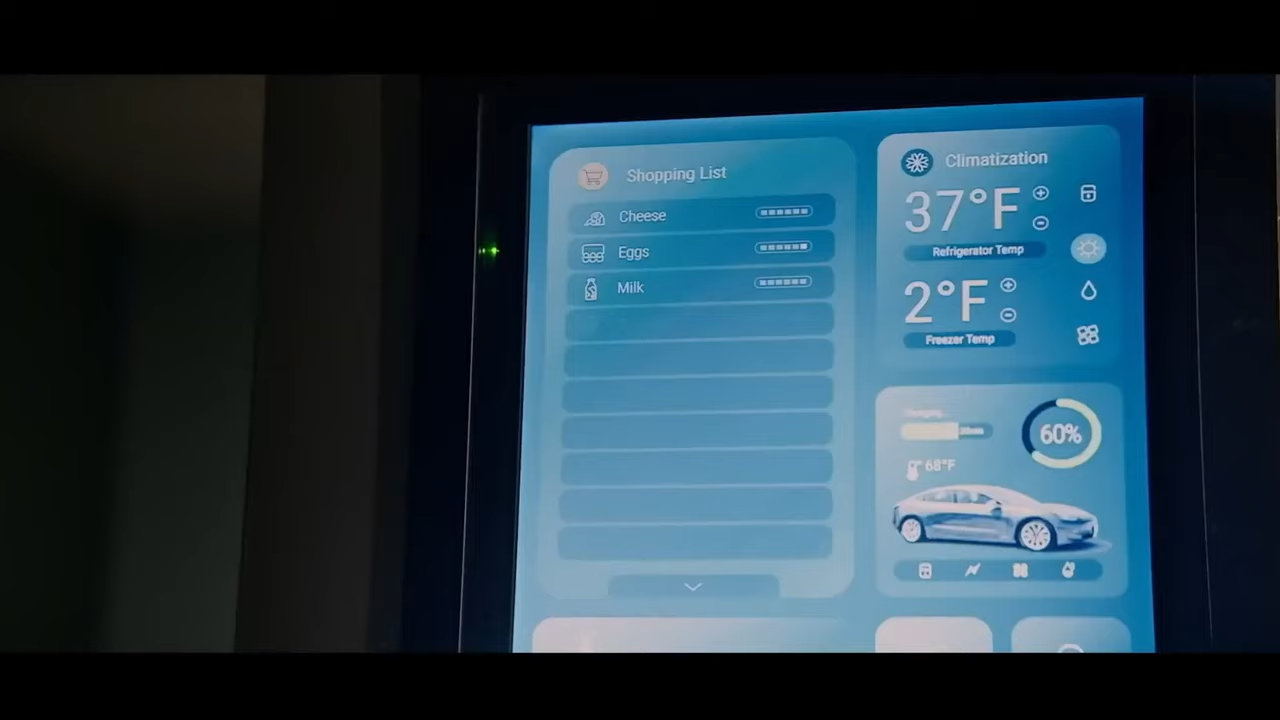 Shopping List
Cheese
Eggs
Milk
Climatization
37°F
Refrigerator Temp
2°F
Freezer Temp
60%
68°F